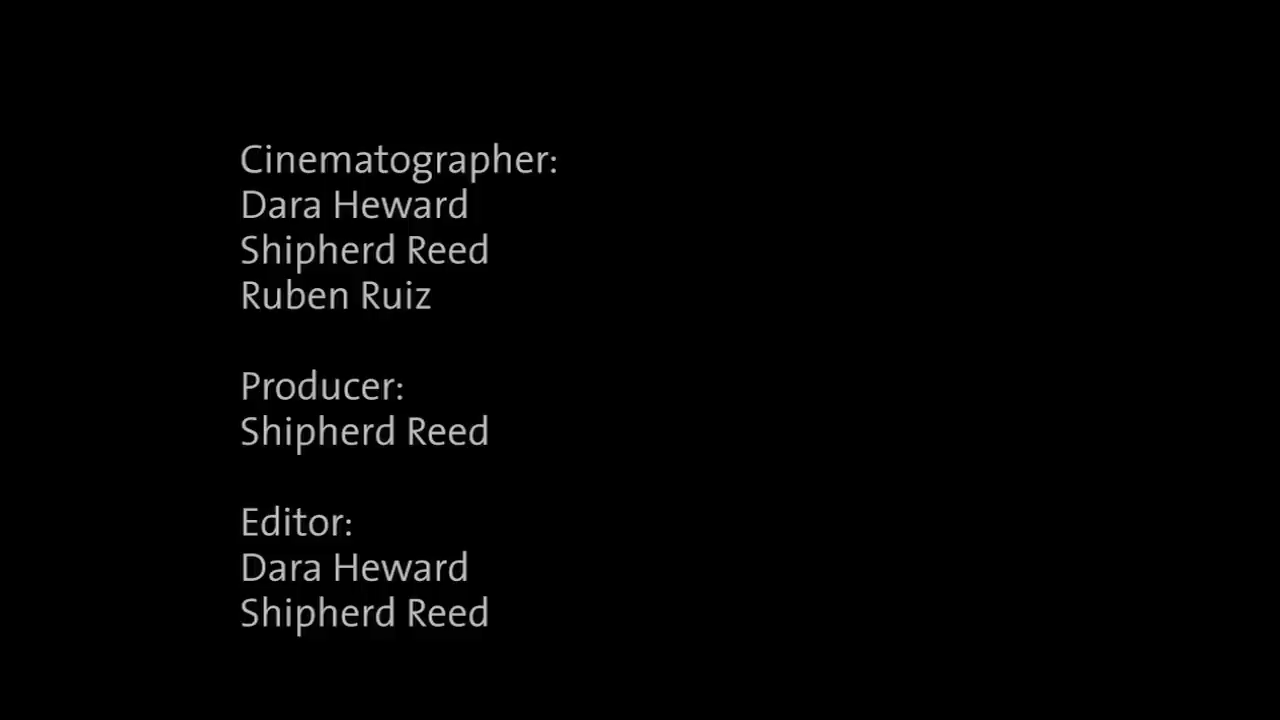 Cinematographer:
Dara Heward
Shipherd Reed
Ruben Ruiz
Producer:
Shipherd Reed
Editor:
Dara Heward
Shipherd Reed